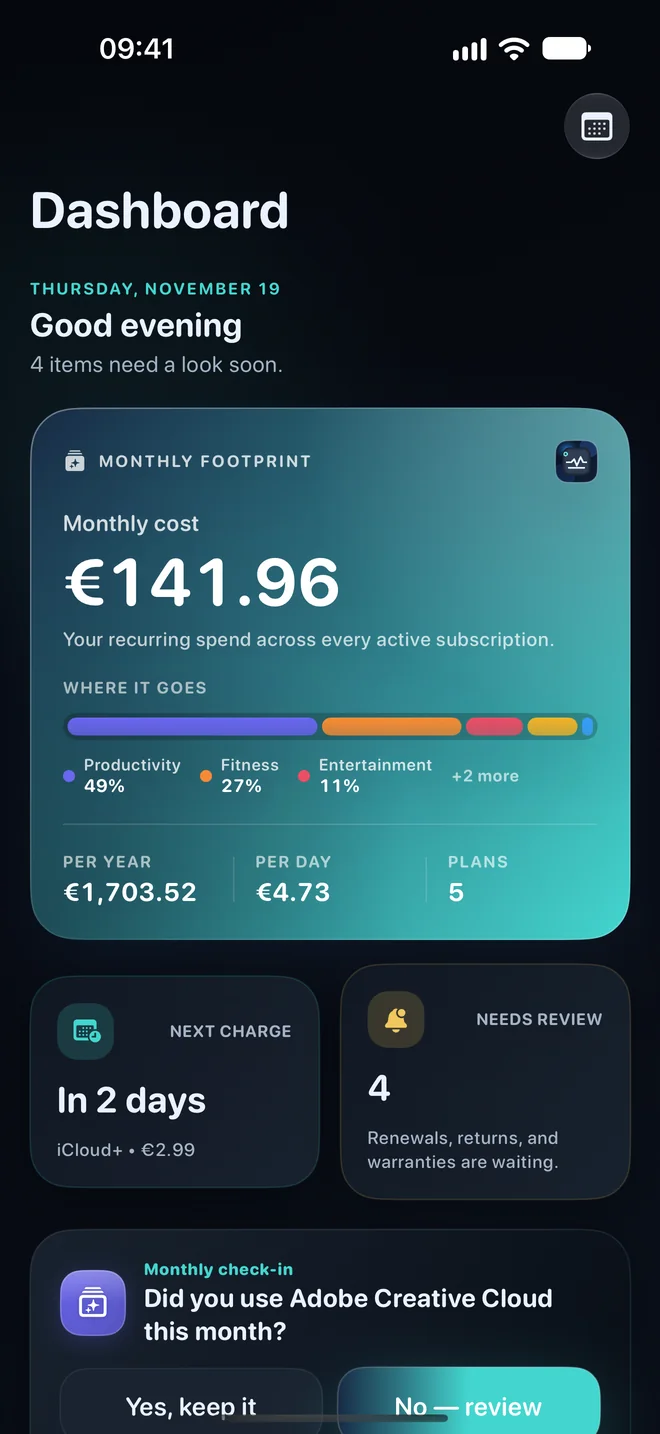 09:41
Dashboard
THURSDAY, NOVEMBER 19
Good evening
4 items need a look soon.
MONTHLY FOOTPRINT
Monthly cost
€141.96
Your recurring spend across every active subscription.
WHERE IT GOES
Productivity
49%
Fitness
27%
Entertainment
11%
+2 more
PER YEAR
€1,703.52
PER DAY
€4.73
PLANS
5
NEXT CHARGE
In 2 days
iCloud+ • €2.99
NEEDS REVIEW
4
Renewals, returns, and
warranties are waiting.
Monthly check-in
Did you use Adobe Creative Cloud
this month?
Yes, keep it
No — review